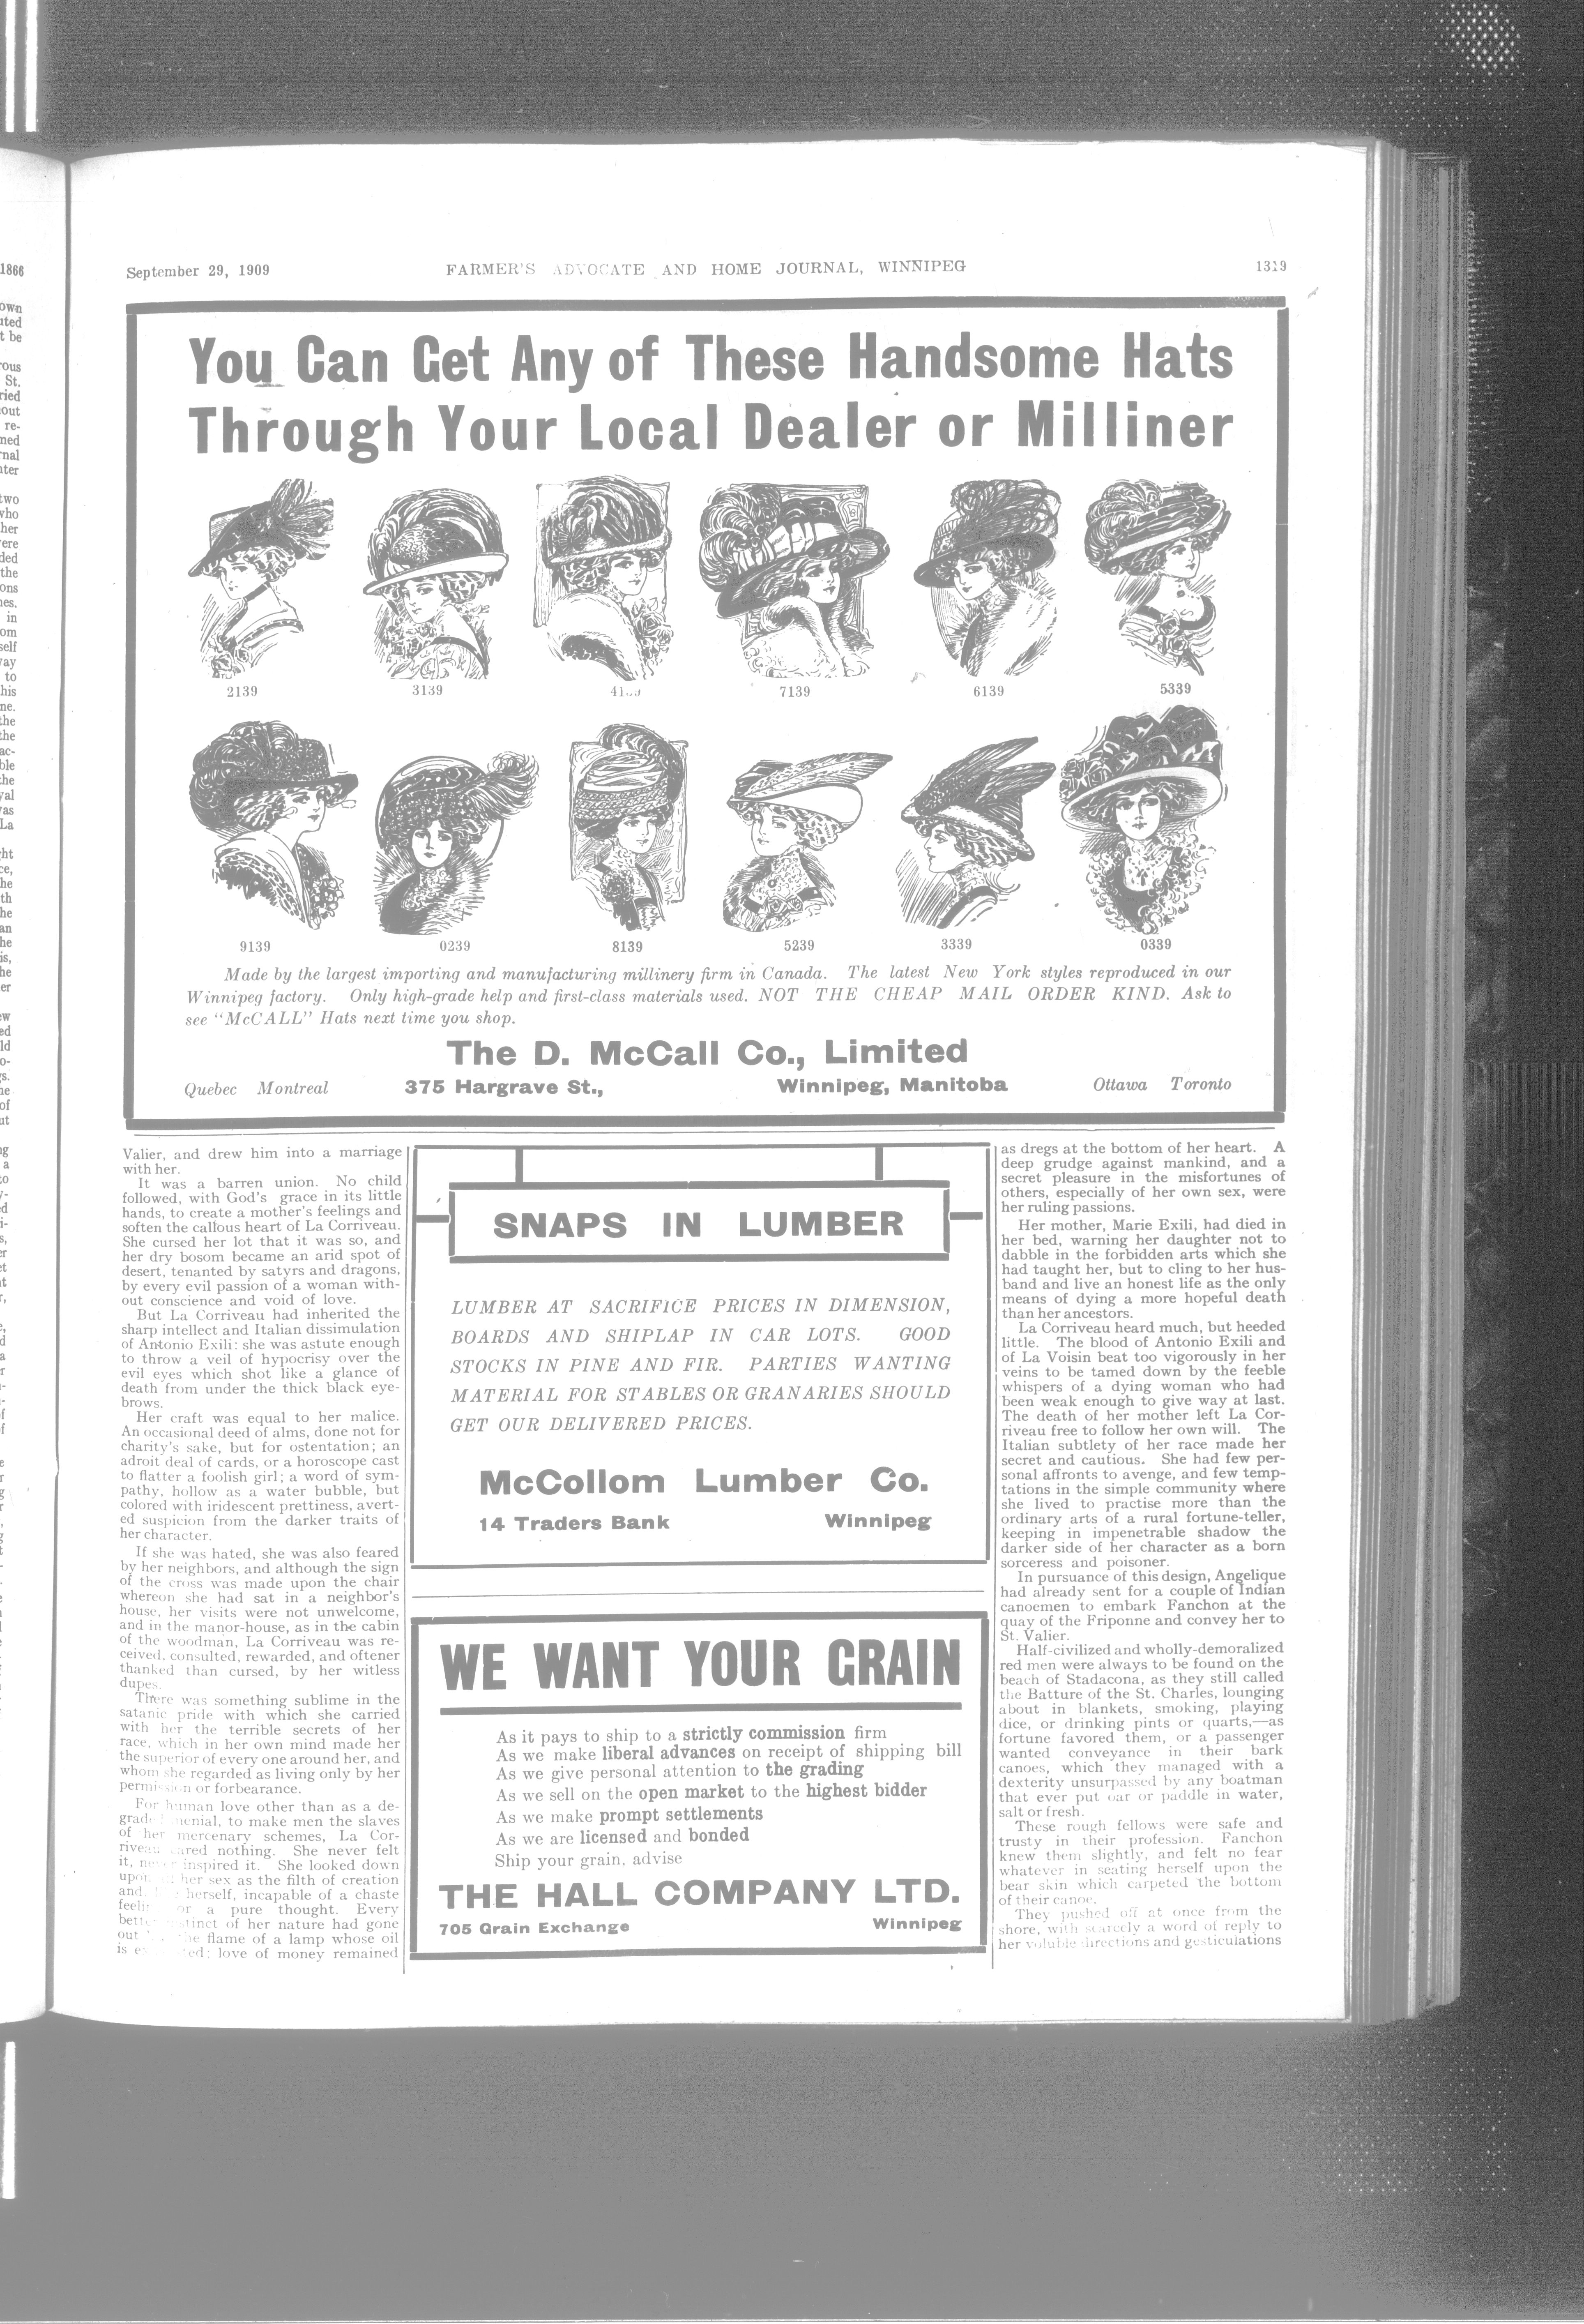 September 29, 1909
FARMER'S ADVOCATE AND HOME JOURNAL, WINNIPEG
You Can Get Any of These Handsome Hats
Through Your Local Dealer or Milliner
2139
3139
7139
6139
5339
9139
0239
8139
5239
3339
0339
Made by the largest importing and manufacturing millinery firm in Canada. The latest New York styles reproduced in our
Winnipeg factory. Only high-grade help and first-class materials used. NOT THE CHEAP MAIL ORDER KIND. Ask to
see "McCALL" Hats next time you shop.
The D. McCall Co., Limited
Quebec Montreal
375 Hargrave St.,
Winnipeg, Manitoba
Ottawa Toronto
Valier, and drew him into a marriage
with her.
It was a barren union. No child
followed, with God's grace in its little
hands, to create a mother's feelings and
soften the callous heart of La Corriveau.
She cursed her lot that it was so, and
her dry bosom became an arid spot of
desert, tenanted by satyrs and dragons,
by every evil passion of a woman with-
out conscience and void of love.
But La Corriveau had inherited the
sharp intellect and Italian dissimulation
of Antonio Exili: she was astute enough
to throw a veil of hypocrisy over the
evil eyes which shot like a glance of
death from under the thick black eye-
brows.
Her craft was equal to her malice.
An occasional deed of alms, done not for
charity's sake, but for ostentation; an
adroit deal of cards, or a horoscope cast
to flatter a foolish girl; a word of sym-
pathy, hollow as a water bubble, but
colored with iridescent prettiness, avert-
ed suspicion from the darker traits of
her character.
If she was hated, she was also feared
by her neighbors, and although the sign
of the cross was made upon the chair
whereon she had sat in a neighbor's
house, her visits were not unwelcome,
and in the manor-house, as in the cabin
of the woodman, La Corriveau was re-
ceived, consulted, rewarded, and oftener
thanked than cursed, by her witless
dupes.
There was something sublime in the
satanic pride with which she carried
with her the terrible secrets of her
race, which in her own mind made her
the superior of every one around her, and
whom she regarded as living only by her
permission or forbearance.
For human love other than as a de-
menial, to make men the slaves
of her mercenary schemes, La Cor-
nothing. She never felt
it, inspired it. She looked down
her sex as the filth of creation
and herself, incapable of a chaste
or a pure thought. Every
of her nature had gone
out flame of a lamp whose oil
is love of money remained
SNAPS IN LUMBER
LUMBER AT SACRIFICE PRICES IN DIMENSION,
BOARDS AND SHIPLAP IN CAR LOTS. GOOD
STOCKS IN PINE AND FIR. PARTIES WANTING
MATERIAL FOR STABLES OR GRANARIES SHOULD
GET OUR DELIVERED PRICES.
McCollom Lumber Co.
14 Traders Bank Winnipeg
WE WANT YOUR GRAIN
As it pays to ship to a strictly commission firm
As we make liberal advances on receipt of shipping bill
As we give personal attention to the grading
As we sell on the open market to the highest bidder
As we make prompt settlements
As we are licensed and bonded
Ship your grain, advise
THE HALL COMPANY LTD.
705 Grain Exchange Winnipeg
as dregs at the bottom of her heart. A
deep grudge against mankind, and a
secret pleasure in the misfortunes of
others, especially of her own sex, were
her ruling passions.
Her mother, Marie Exili, had died in
her bed, warning her daughter not to
dabble in the forbidden arts which she
had taught her, but to cling to her hus-
band and live an honest life as the only
means of dying a more hopeful death
than her ancestors.
La Corriveau heard much, but heeded
little. The blood of Antonio Exili and
of La Voisin beat too vigorously in her
veins to be tamed down by the feeble
whispers of a dying woman who had
been weak enough to give way at last.
The death of her mother left La Cor-
riveau free to follow her own will. The
Italian subtlety of her race made her
secret and cautious. She had few per-
sonal affronts to avenge, and few temp-
tations in the simple community where
she lived to practise more than the
ordinary arts of a rural fortune-teller,
keeping in impenetrable shadow the
darker side of her character as a born
sorceress and poisoner.
In pursuance of this design, Angelique
had already sent for a couple of Indian
canoemen to embark Fanchon at the
quay of the Friponne and convey her to
St. Valier.
Half-civilized and wholly-demoralized
red men were always to be found on the
beach of Stadacona, as they still called
the Batture of the St. Charles, lounging
about in blankets, smoking, playing
dice, or drinking pints or quarts,—as
fortune favored them, or a passenger
wanted conveyance in their bark
canoes, which they managed with a
dexterity unsurpassed by any boatman
that ever put oar or paddle in water,
salt or fresh.
These rough fellows were safe and
trusty in their profession. Fanchon
knew them slightly, and felt no fear
whatever in seating herself upon the
bear skin which carpeted the bottom
of their canoe.
They pushed off at once from the
shore, with scarcely a word of reply to
her voluble directions and gesticulations